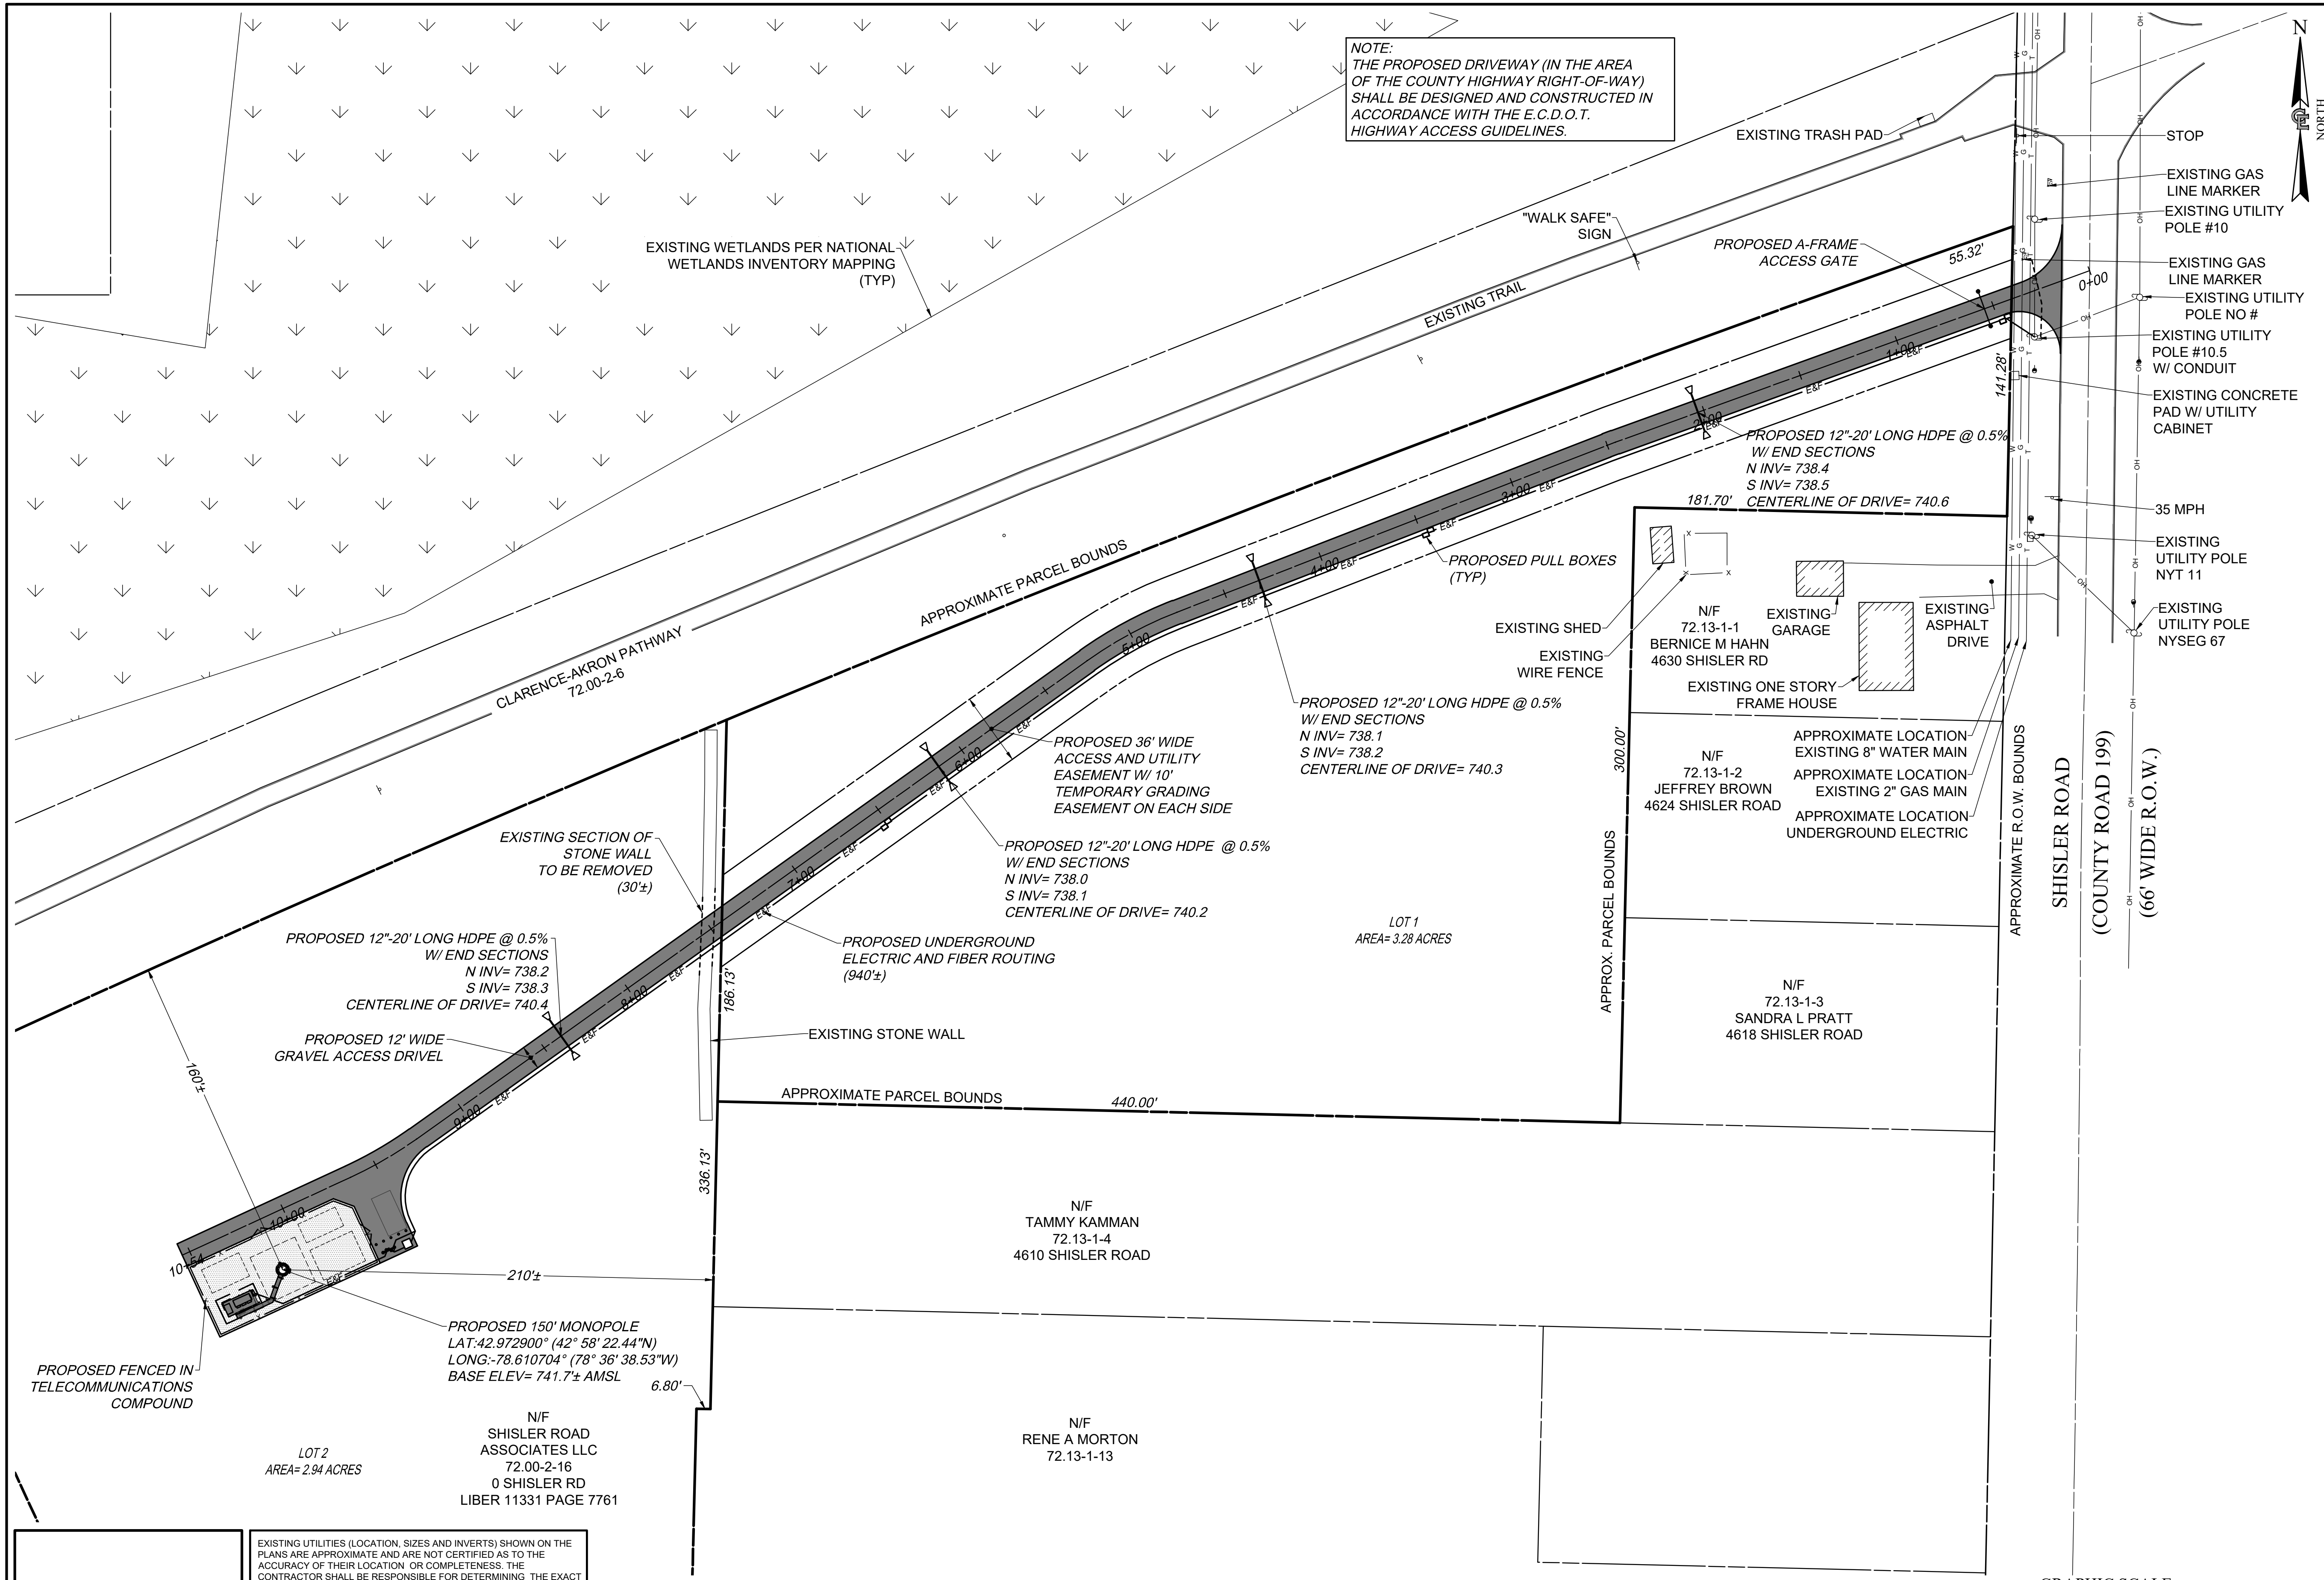 NOTE:
THE PROPOSED DRIVEWAY (IN THE AREA
OF THE COUNTY HIGHWAY RIGHT-OF-WAY)
SHALL BE DESIGNED AND CONSTRUCTED IN
ACCORDANCE WITH THE E.C.D.O.T.
HIGHWAY ACCESS GUIDELINES.
N
NORTH
EXISTING TRASH PAD
STOP
EXISTING GAS
LINE MARKER
EXISTING UTILITY
POLE #10
"WALK SAFE"
SIGN
PROPOSED A-FRAME
ACCESS GATE
55.32'
EXISTING GAS
LINE MARKER
0+00
EXISTING UTILITY
POLE NO #
EXISTING UTILITY
POLE #10.5
W/ CONDUIT
EXISTING CONCRETE
PAD W/ UTILITY
CABINET
EXISTING WETLANDS PER NATIONAL
WETLANDS INVENTORY MAPPING
(TYP)
EXISTING TRAIL
1+00
141.28'
2+00
PROPOSED 12"-20' LONG HDPE @ 0.5%
W/ END SECTIONS
N INV= 738.4
S INV= 738.5
CENTERLINE OF DRIVE= 740.6
181.70'
3+00
35 MPH
EXISTING
UTILITY POLE
NYT 11
PROPOSED PULL BOXES
(TYP)
4+00
APPROXIMATE PARCEL BOUNDS
EXISTING SHED
EXISTING
WIRE FENCE
N/F
72.13-1-1
BERNICE M HAHN
4630 SHISLER RD
EXISTING
GARAGE
EXISTING
ASPHALT
DRIVE
EXISTING
UTILITY POLE
NYSEG 67
EXISTING ONE STORY
FRAME HOUSE
5+00
CLARENCE-AKRON PATHWAY
72.00-2-6
PROPOSED 12"-20' LONG HDPE @ 0.5%
W/ END SECTIONS
N INV= 738.1
S INV= 738.2
CENTERLINE OF DRIVE= 740.3
300.00'
N/F
72.13-1-2
JEFFREY BROWN
4624 SHISLER ROAD
APPROXIMATE LOCATION
EXISTING 8" WATER MAIN
APPROXIMATE LOCATION
EXISTING 2" GAS MAIN
APPROXIMATE LOCATION
UNDERGROUND ELECTRIC
APPROXIMATE R.O.W. BOUNDS
SHISLER ROAD
(COUNTY ROAD 199)
(66' WIDE R.O.W.)
6+00
PROPOSED 36' WIDE
ACCESS AND UTILITY
EASEMENT W/ 10'
TEMPORARY GRADING
EASEMENT ON EACH SIDE
EXISTING SECTION OF
STONE WALL
TO BE REMOVED
(30'±)
PROPOSED 12"-20' LONG HDPE @ 0.5%
W/ END SECTIONS
N INV= 738.0
S INV= 738.1
CENTERLINE OF DRIVE= 740.2
7+00
APPROX. PARCEL BOUNDS
LOT 1
AREA= 3.28 ACRES
PROPOSED 12"-20' LONG HDPE @ 0.5%
W/ END SECTIONS
N INV= 738.2
S INV= 738.3
CENTERLINE OF DRIVE= 740.4
PROPOSED UNDERGROUND
ELECTRIC AND FIBER ROUTING
(940'±)
8+00
186.13'
N/F
72.13-1-3
SANDRA L PRATT
4618 SHISLER ROAD
PROPOSED 12' WIDE
GRAVEL ACCESS DRIVEL
EXISTING STONE WALL
160'±
9+00
APPROXIMATE PARCEL BOUNDS
440.00'
336.13'
N/F
TAMMY KAMMAN
72.13-1-4
4610 SHISLER ROAD
10+00
10+54
210'±
PROPOSED 150' MONOPOLE
LAT:42.972900° (42° 58' 22.44"N)
LONG:-78.610704° (78° 36' 38.53"W)
BASE ELEV= 741.7'± AMSL
6.80'
PROPOSED FENCED IN
TELECOMMUNICATIONS
COMPOUND
N/F
SHISLER ROAD
ASSOCIATES LLC
72.00-2-16
0 SHISLER RD
LIBER 11331 PAGE 7761
LOT 2
AREA= 2.94 ACRES
N/F
RENE A MORTON
72.13-1-13
EXISTING UTILITIES (LOCATION, SIZES AND INVERTS) SHOWN ON THE
PLANS ARE APPROXIMATE AND ARE NOT CERTIFIED AS TO THE
ACCURACY OF THEIR LOCATION OR COMPLETENESS. THE
CONTRACTOR SHALL BE RESPONSIBLE FOR DETERMINING THE EXACT
GRAPHIC SCALE